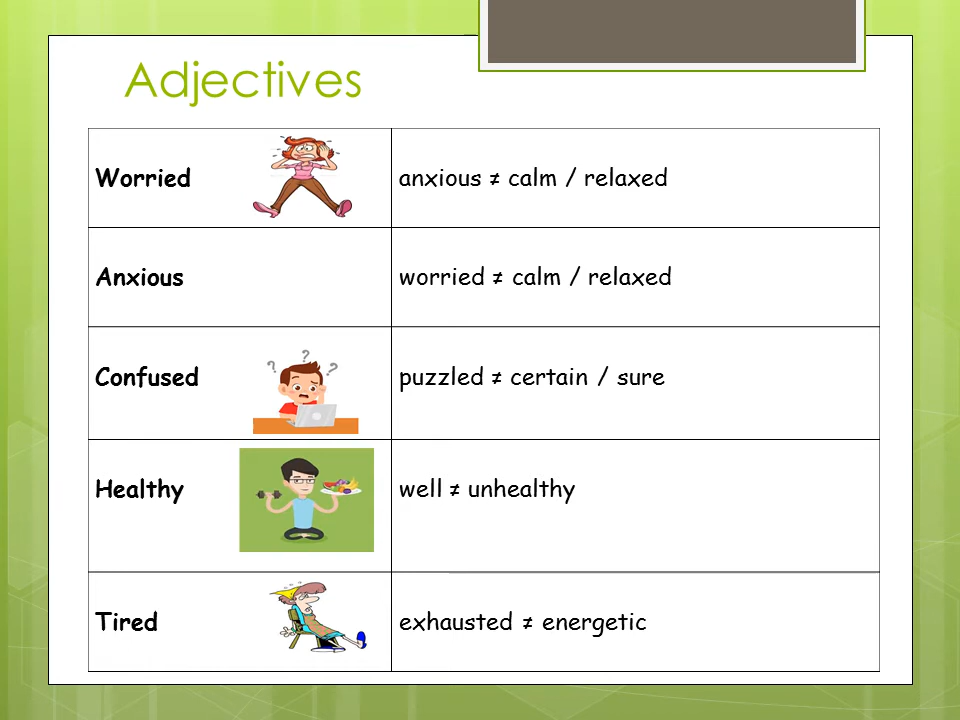 Adjectives
Worried
anxious ≠ calm / relaxed
Anxious
worried ≠ calm / relaxed
? ? ?
Confused
puzzled ≠ certain / sure
Healthy
well ≠ unhealthy
Tired
exhausted ≠ energetic